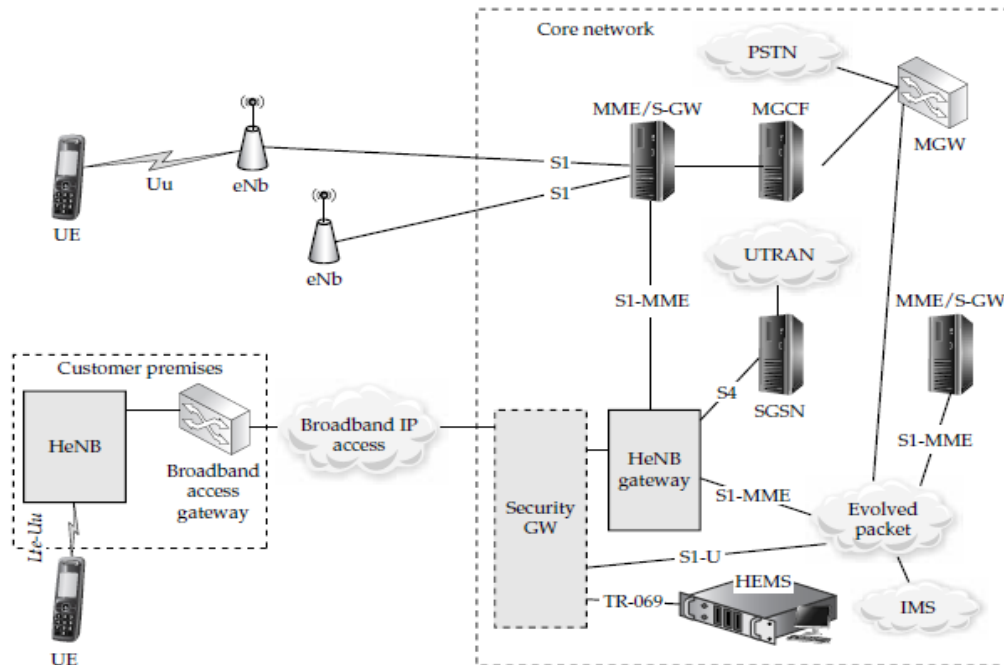 Core network
PSTN
MME/S-GW
MGCF
MGW
S1
Uu
eNb
S1
UE
eNb
UTRAN
S1-MME
MME/S-GW
Customer premises
S4
SGSN
HeNB
Broadband IP
access
S1-MME
Broadband
access
gateway
HeNB
gateway
S1-MME
Security
GW
Evolved
packet
Lte-Uu
S1-U
HEMS
TR-069
IMS
UE